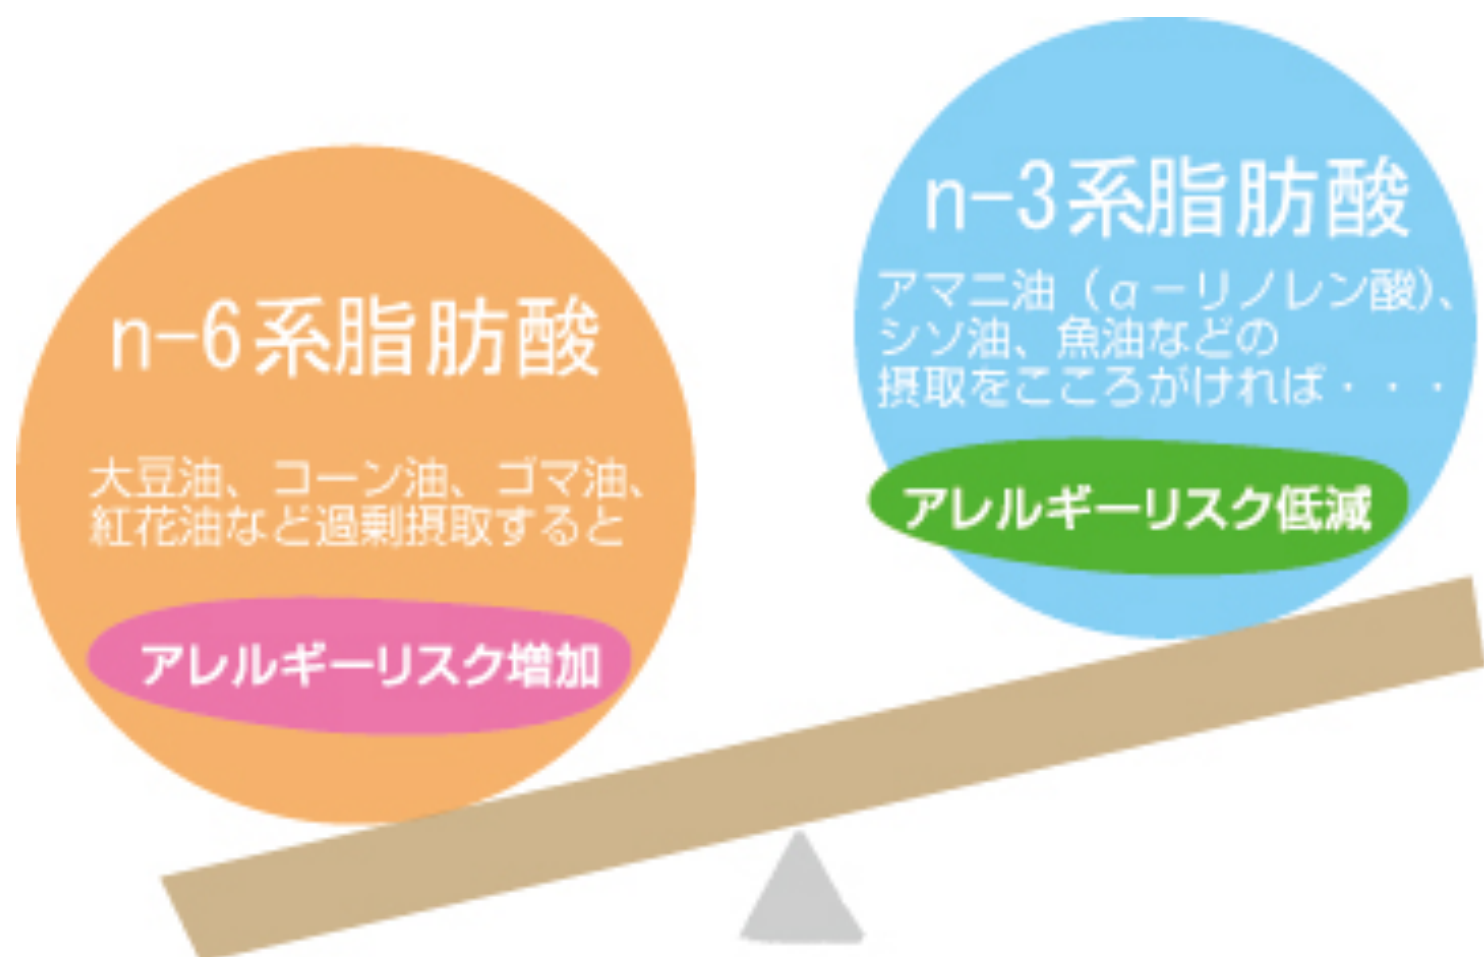 n-6系脂肪酸
大豆油、コーン油、ゴマ油、
紅花油など過剰摂取すると
アレルギーリスク増加
n-3系脂肪酸
アマニ油（α－リノレン酸）、
シソ油、魚油などの
摂取をこころがければ・・・
アレルギーリスク低減